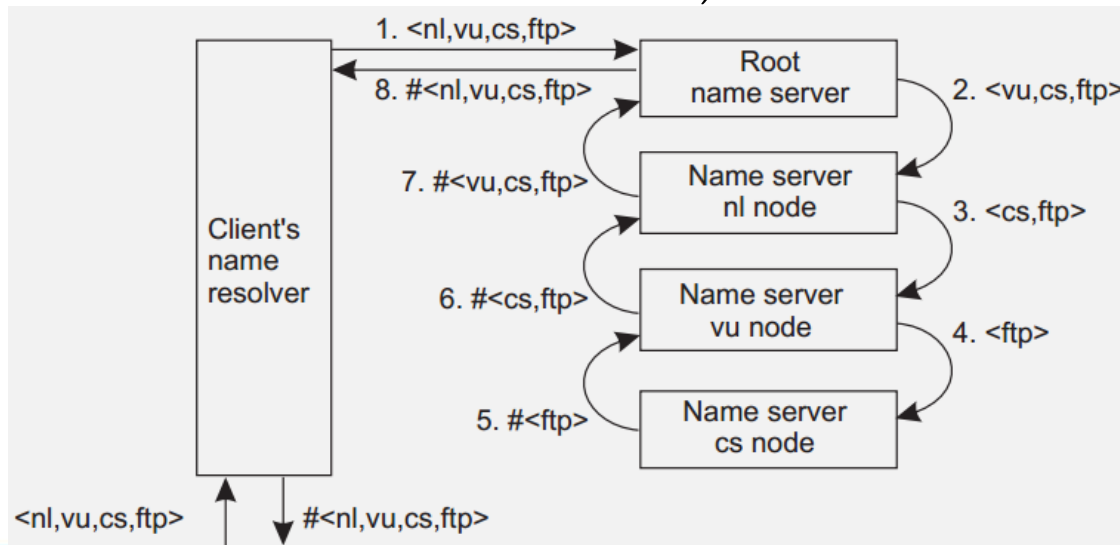 1. <nl,vu,cs,ftp>
Root
name server
8. #<nl,vu,cs,ftp>
2. <vu,cs,ftp>
7. #<vu,cs,ftp>
Name server
nl node
3. <cs,ftp>
Client's
name
resolver
6. #<cs,ftp>
Name server
vu node
4. <ftp>
5. #<ftp>
Name server
cs node
<nl,vu,cs,ftp>
#<nl,vu,cs,ftp>